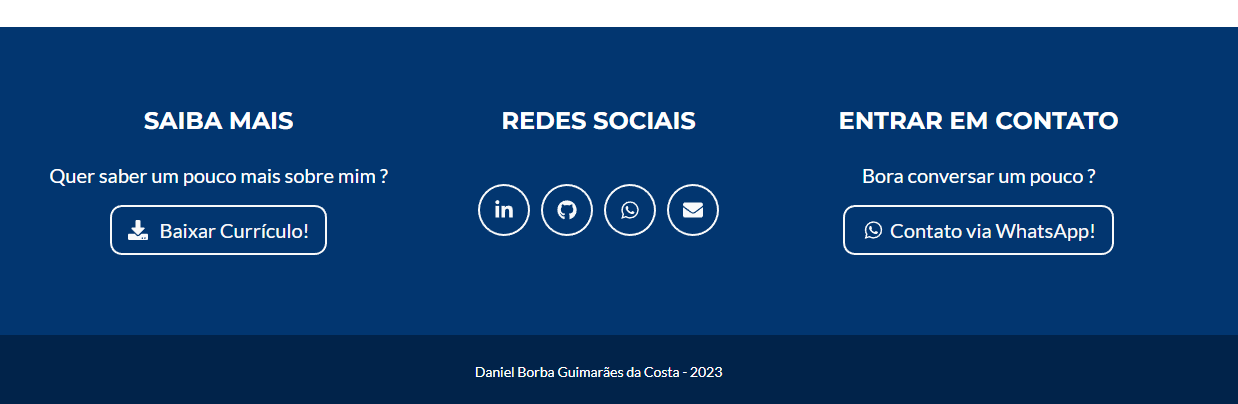 SAIBA MAIS
Quer saber um pouco mais sobre mim ?
Baixar Currículo!
REDES SOCIAIS
in
ENTRAR EM CONTATO
Bora conversar um pouco ?
Contato via WhatsApp!
Daniel Borba Guimarães da Costa - 2023